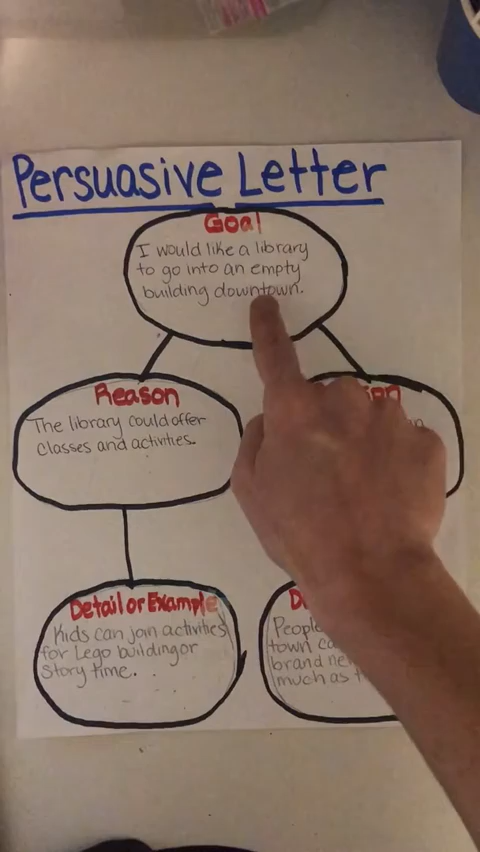 Persuasive Letter
Goal
I would like a library
to go into an empty
building downtown.
Reason
The library could offer
classes and activities.
Detail or Example
Kids can join activities
for Lego building or
Story time.
People
town
brand
much as